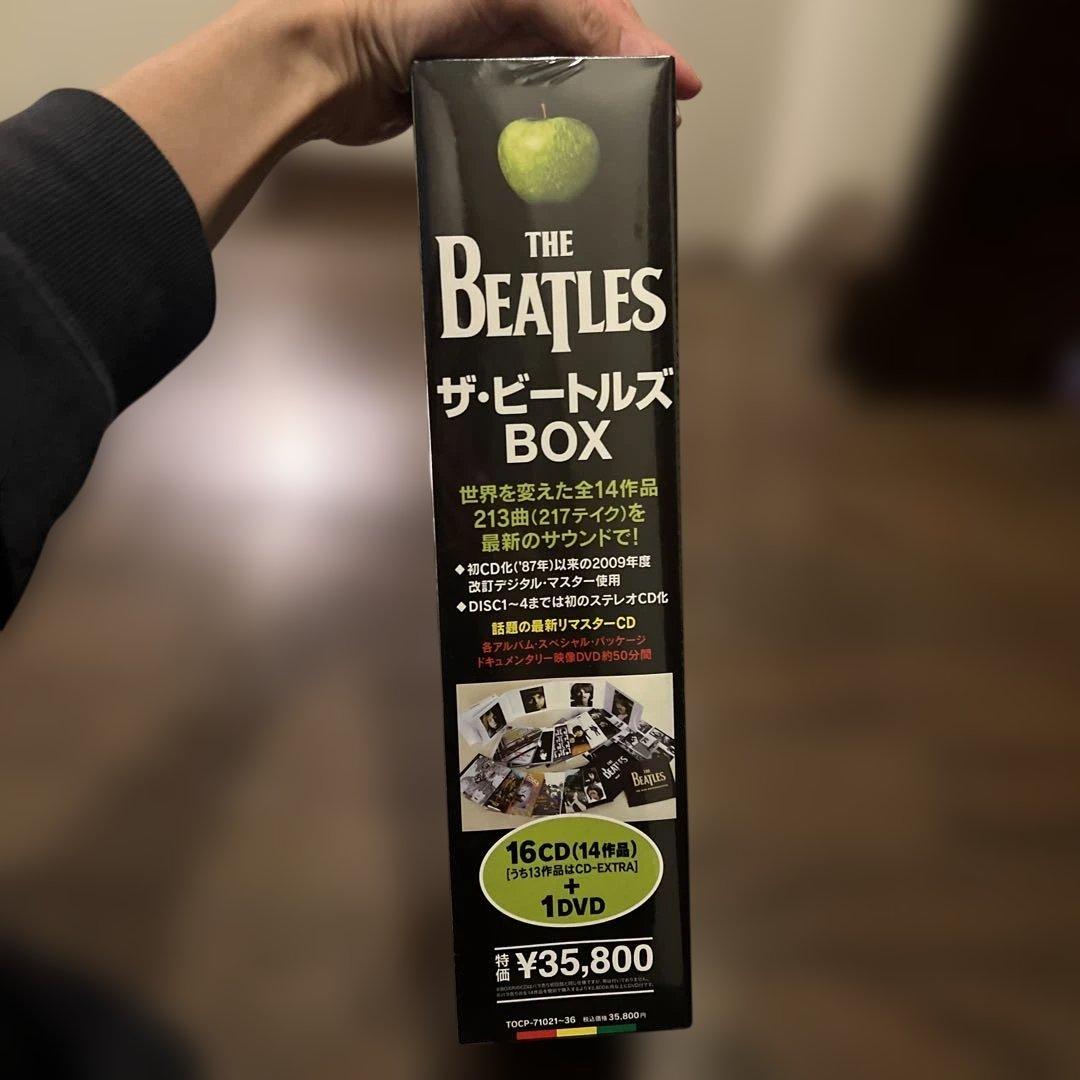 THE
BEATLES
ザ・ビートルズ
BOX
世界を変えた全14作品
213曲(217テイク)を
最新のサウンドで!
◆初CD化('87年)以来の2009年度
改訂デジタル・マスター使用
◆DISC1〜4までは初のステレオCD化
話題の最新リマスターCD
各アルバム・スペシャル・パッケージ
ドキュメンタリー映像DVD約50分間
THE
BEATLES
THE
BEATLES
16CD(14作品)
[うち13作品はCD-EXTRA]
+
1DVD
特価 ¥35,800
TOCP-71021~36 税込価格 35,800円